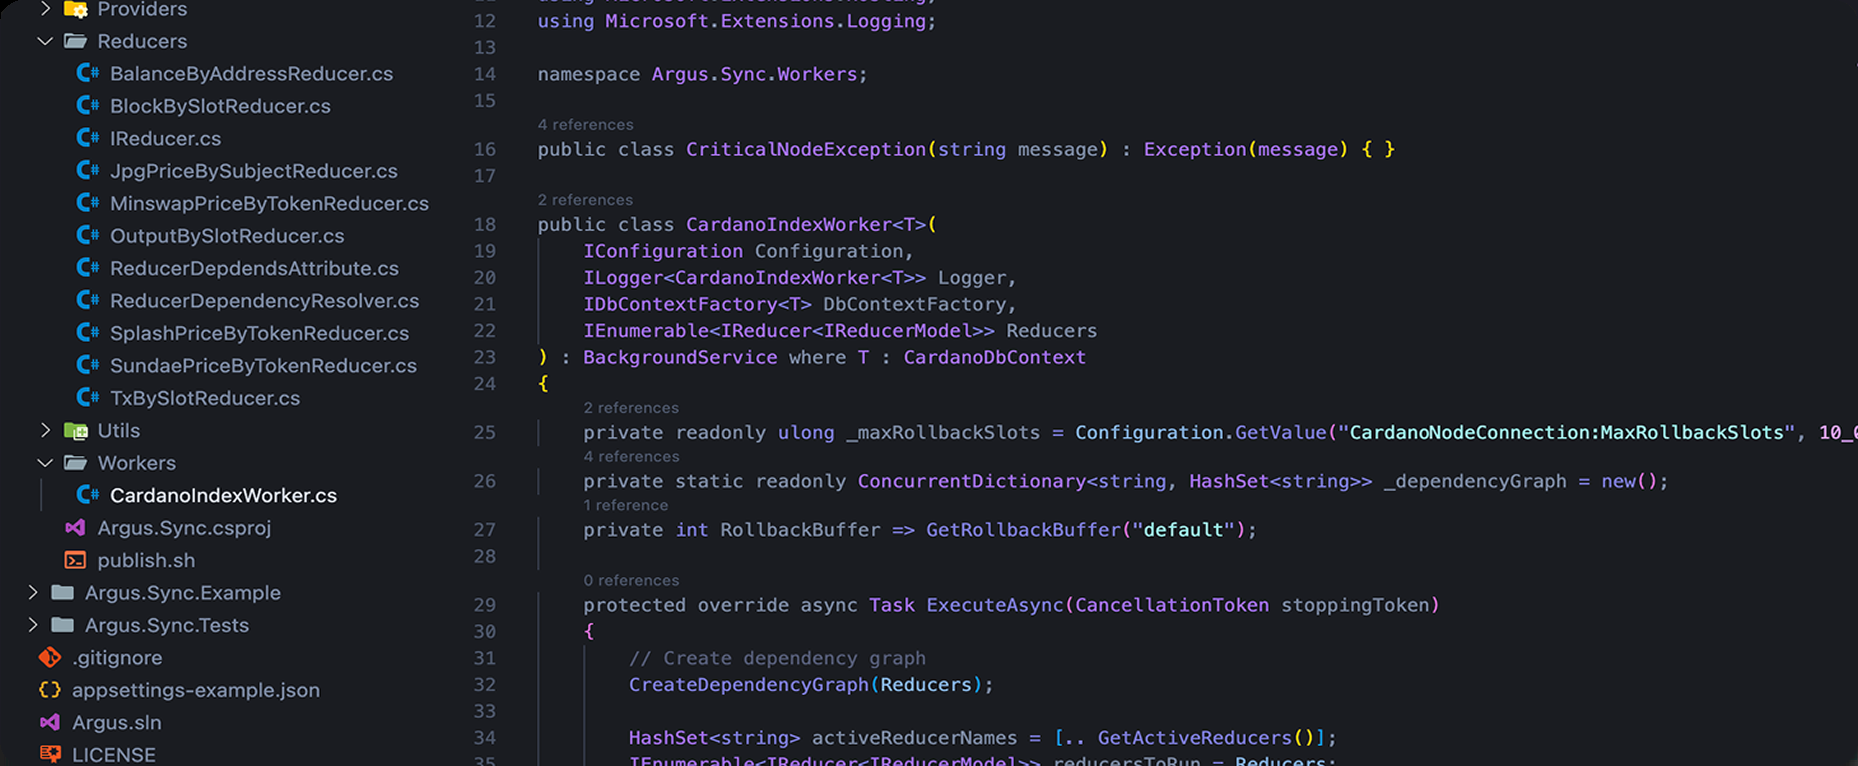 Providers
Reducers
BalanceByAddressReducer.cs
BlockBySlotReducer.cs
IReducer.cs
JpgPriceBySubjectReducer.cs
MinswapPriceByTokenReducer.cs
OutputBySlotReducer.cs
ReducerDepdendsAttribute.cs
ReducerDependencyResolver.cs
SplashPriceByTokenReducer.cs
SundaePriceByTokenReducer.cs
TxBySlotReducer.cs
Utils
Workers
CardanoIndexWorker.cs
Argus.Sync.csproj
publish.sh
Argus.Sync.Example
Argus.Sync.Tests
.gitignore
appsettings-example.json
Argus.sln
LICENSE
12 using Microsoft.Extensions.Logging;
13
14 namespace Argus.Sync.Workers;
15
4 references
16 public class CriticalNodeException(string message) : Exception(message) { }
17
2 references
18 public class CardanoIndexWorker<T>(
19 IConfiguration Configuration,
20 ILogger<CardanoIndexWorker<T>> Logger,
21 IDbContextFactory<T> DbContextFactory,
22 IEnumerable<IReducer<IReducerModel>> Reducers
23 ) : BackgroundService where T : CardanoDbContext
24 {
2 references
25 private readonly ulong _maxRollbackSlots = Configuration.GetValue("CardanoNodeConnection:MaxRollbackSlots", 10_
4 references
26 private static readonly ConcurrentDictionary<string, HashSet<string>> _dependencyGraph = new();
1 reference
27 private int RollbackBuffer => GetRollbackBuffer("default");
28
0 references
29 protected override async Task ExecuteAsync(CancellationToken stoppingToken)
30 {
31 // Create dependency graph
32 CreateDependencyGraph(Reducers);
33
34 HashSet<string> activeReducerNames = [.. GetActiveReducers()];
35 IEnumerable<IReducer<IReducerModel>> reducersToRun = Reducers;